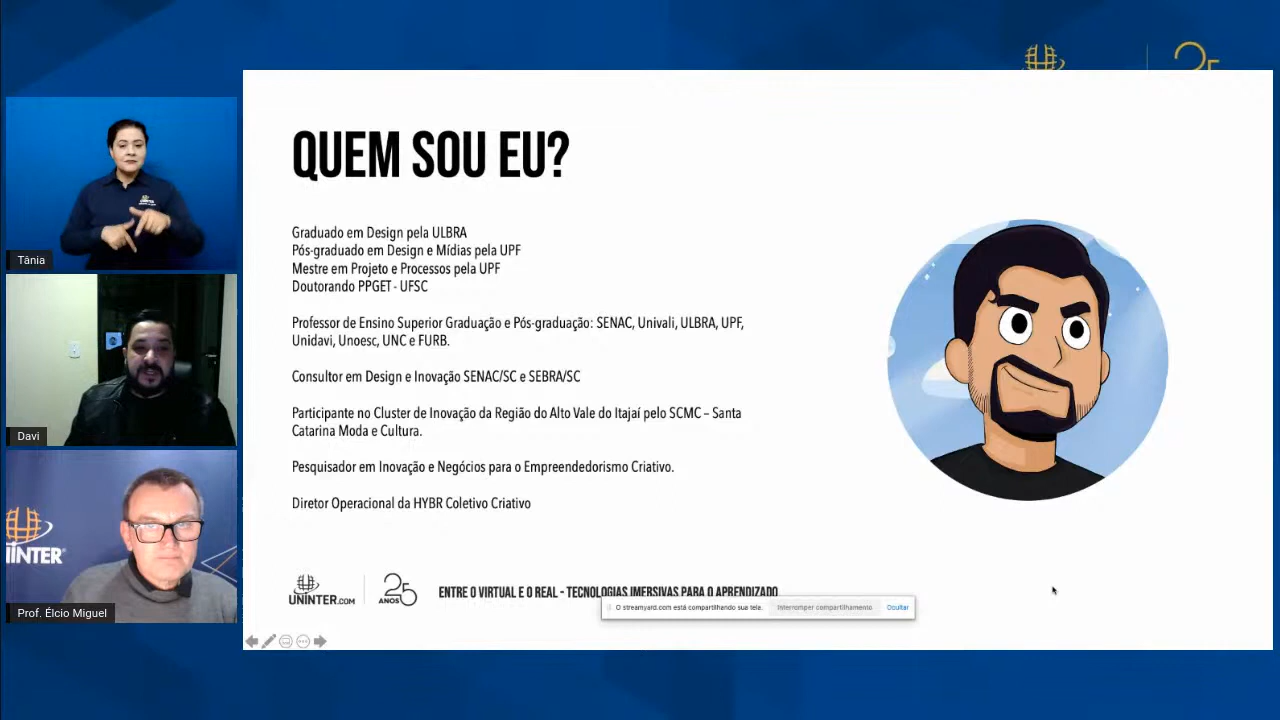 QUEM SOU EU?
Graduado em Design pela ULBRA
Pós-graduado em Design e Mídias pela UPF
Mestre em Projeto e Processos pela UPF
Doutorando PPGET - UFSC
Professor de Ensino Superior Graduação e Pós-graduação: SENAC, Univali, ULBRA, UPF,
Unidavi, Unoesc, UNC e FURB.
Consultor em Design e Inovação SENAC/SC e SEBRA/SC
Participante no Cluster de Inovação da Região do Alto Vale do Itajaí pelo SCMC – Santa
Catarina Moda e Cultura.
Pesquisador em Inovação e Negócios para o Empreendedorismo Criativo.
Diretor Operacional da HYBR Coletivo Criativo
UNINTER.COM
25 ANOS
ENTRE O VIRTUAL E O REAL - TECNOLOGIAS IMERSIVAS PARA O APRENDIZADO
O streamyard.com está compartilhando sua tela.
Interromper compartilhamento
Ocultar
UNINTER
Tânia
Davi
UNINTER
Prof. Élcio Miguel
25